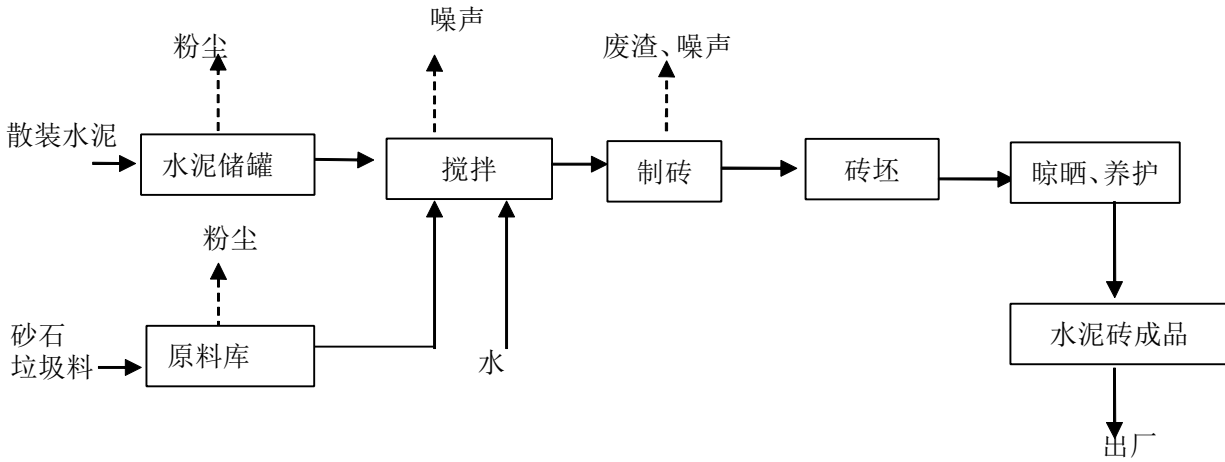 噪声
粉尘
废渣、噪声
散装水泥
水泥储罐
搅拌
制砖
砖坯
晾晒、养护
粉尘
砂石
垃圾料
原料库
水
水泥砖成品
出厂